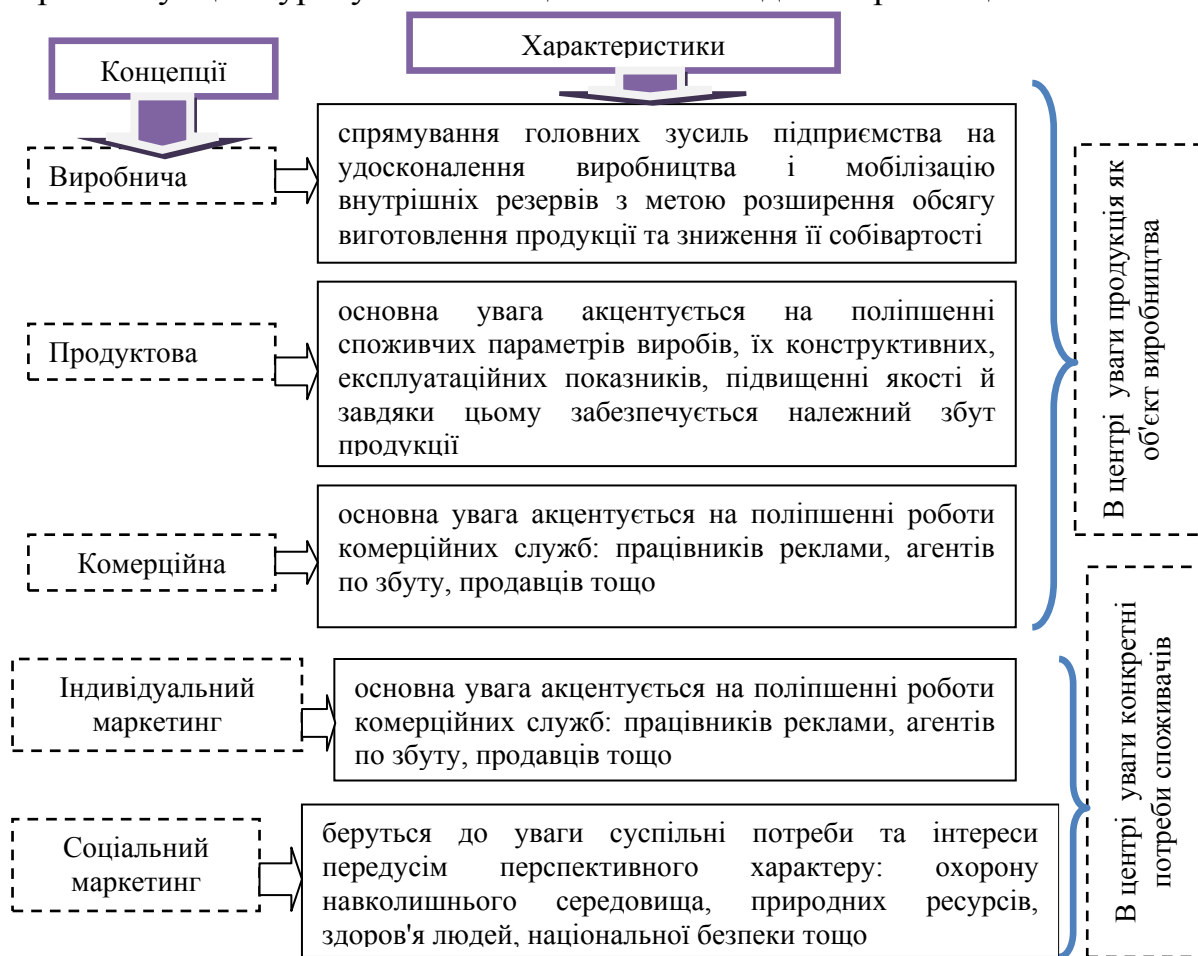 Концепції
Характеристики
Виробнича
спрямування головних зусиль підприємства на
удосконалення виробництва і мобілізацію
внутрішніх резервів з метою розширення обсягу
виготовлення продукції та зниження її собівартості
Продуктова
основна увага акцентується на поліпшенні
споживчих параметрів виробів, їх конструктивних,
експлуатаційних показників, підвищенні якості й
завдяки цьому забезпечується належний збут
продукції
Комерційна
основна увага акцентується на поліпшенні роботи
комерційних служб: працівників реклами, агентів
по збуту, продавців тощо
В центрі уваги продукція як
об'єкт виробництва
Індивідуальний
маркетинг
основна увага акцентується на поліпшенні роботи
комерційних служб: працівників реклами, агентів
по збуту, продавців тощо
Соціальний
маркетинг
беруться до уваги суспільні потреби та інтереси
передусім перспективного характеру: охорону
навколишнього середовища, природних ресурсів,
здоров'я людей, національної безпеки тощо
В центрі уваги конкретні
потреби споживачів